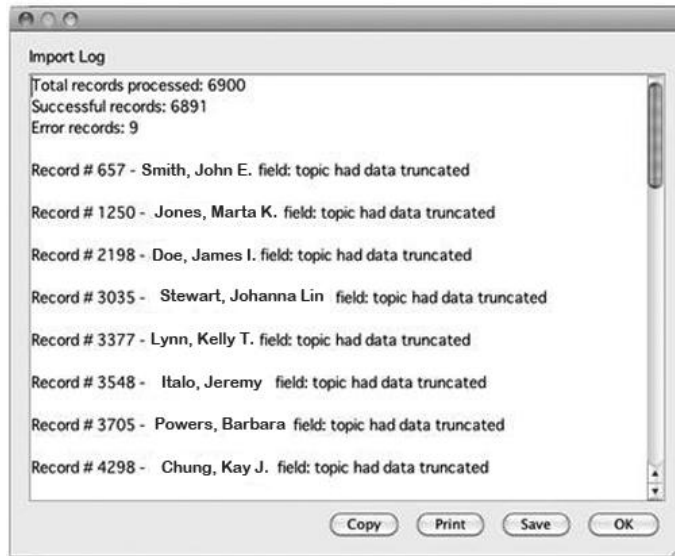 Import Log
Total records processed: 6900
Successful records: 6891
Error records: 9
Record # 657 - Smith, John E. field: topic had data truncated
Record # 1250 - Jones, Marta K. field: topic had data truncated
Record # 2198 - Doe, James I. field: topic had data truncated
Record # 3035 - Stewart, Johanna Lin field: topic had data truncated
Record # 3377 - Lynn, Kelly T. field: topic had data truncated
Record # 3548 - Italo, Jeremy field: topic had data truncated
Record # 3705 - Powers, Barbara field: topic had data truncated
Record # 4298 - Chung, Kay J. field: topic had data truncated
Copy Print Save OK